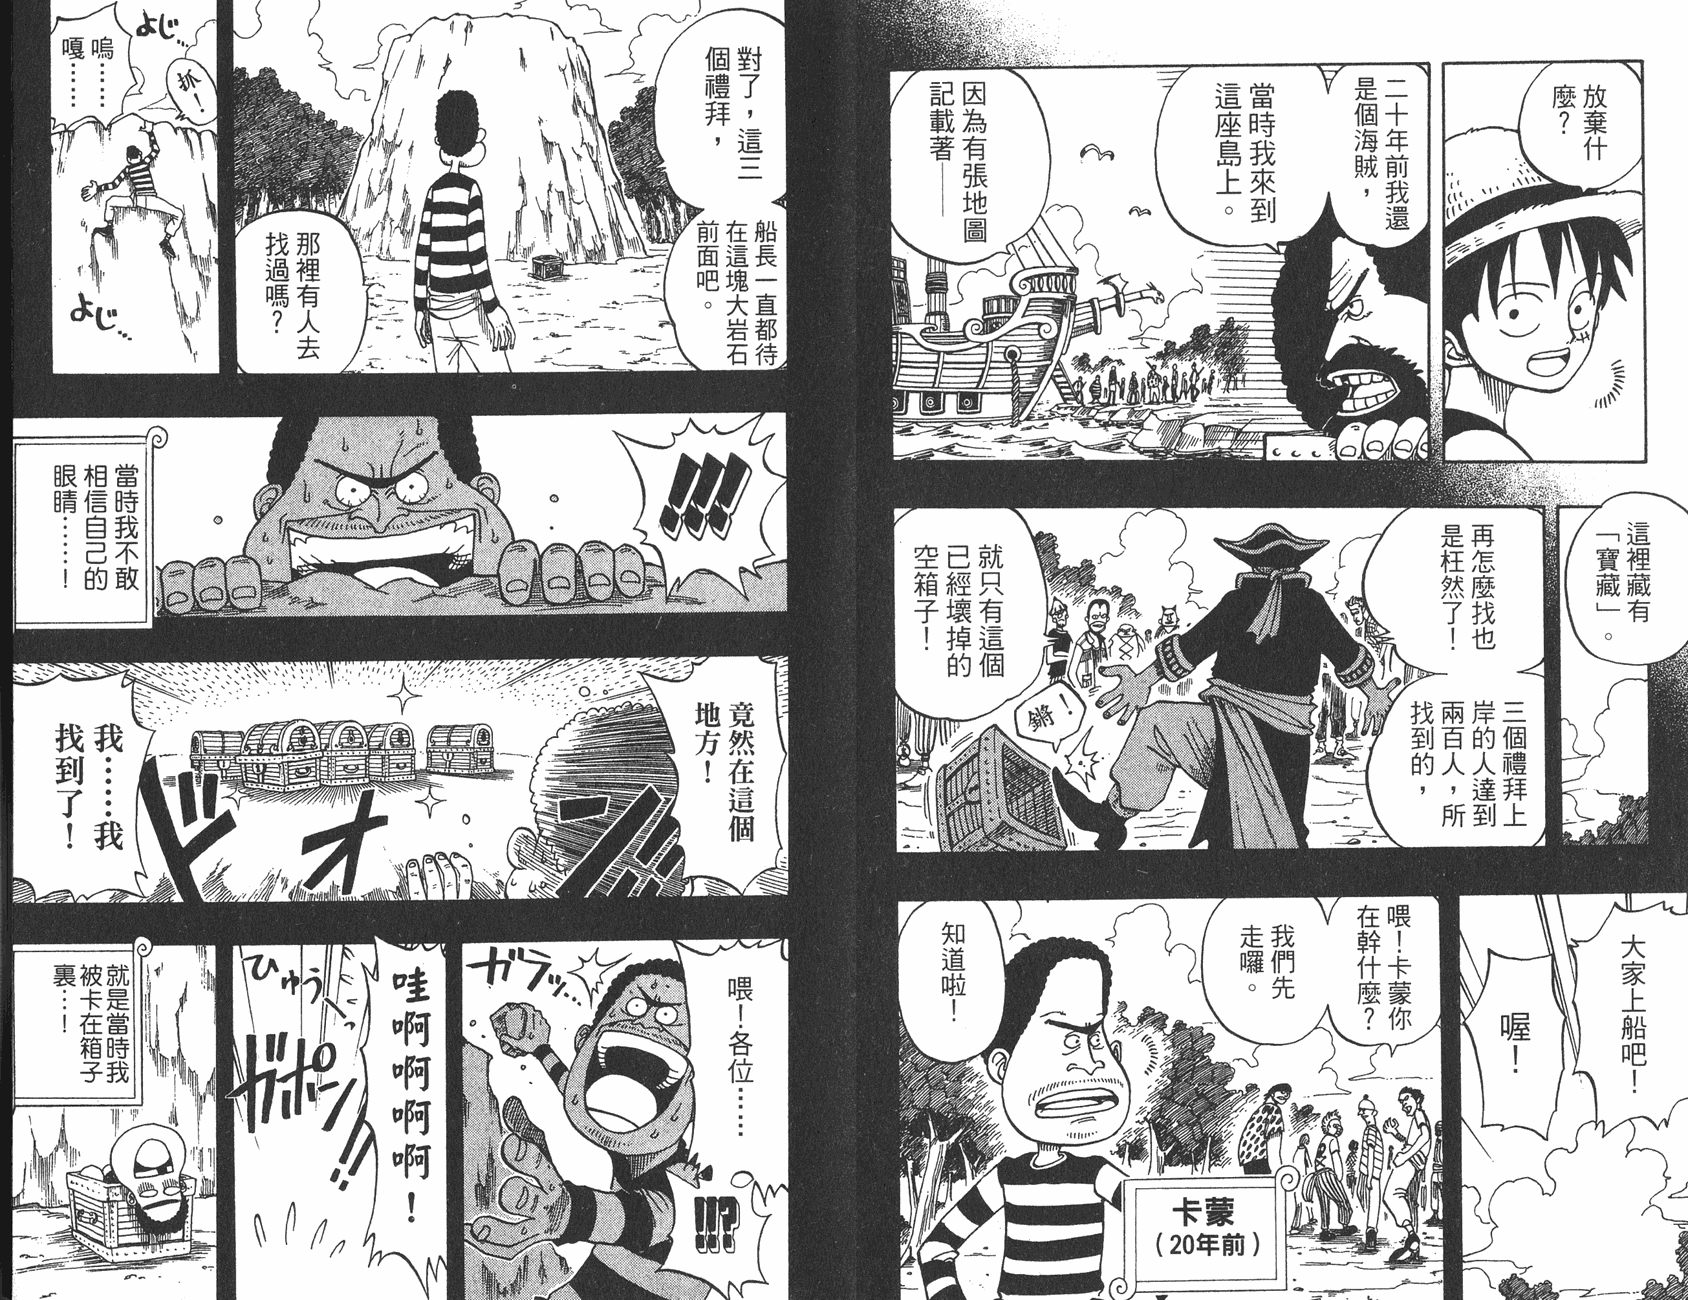 放棄什
麼？
二十年前我還
是個海賊，
當時我來到
這座島上。
因為有張地圖
記載著——
這裡藏有
「寶藏」。
再怎麼找也
是枉然了！
三個禮拜上
岸的人達到
兩百人，所
找到的，
就只有這個
已經壞掉的
空箱子！
鏘！
大家上船吧！
喔！
喂！卡蒙你
在幹什麼？
我們先
走囉。
知道啦！
卡蒙
（20年前）
對了，這三
個禮拜，
船長一直都待
在這塊大岩石
前面吧。
那裡有人去
找過嗎？
よじ…
抓！
嗚……
嘎……
よじ…
!!!!
當時我不敢
相信自己的
眼睛……！
竟然在這個
地方！
我……我
找到了！
ドオ
喂！各位……
ガラッ…
!!!?
哇啊啊啊啊！
ひゅうっ
ガポーン!!
就是當時我
被卡在箱子
裏…！